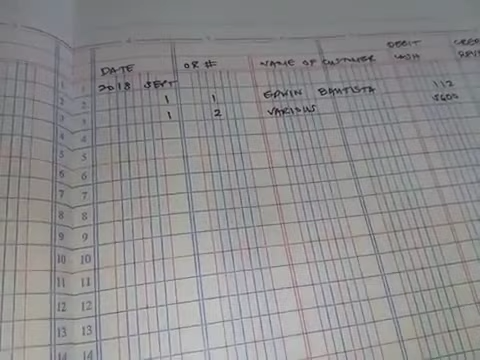 DATE OR # NAME OF CUSTOMER DEBIT
CASH
2018 SEPT
1 1 EDWIN BAUTISTA 112
1 2 VARIOUS 5600
1 1
2 2
3 3
4 4
5 5
6 6
7 7
8 8
9 9
10 10
11 11
12 12
13 13
14 14